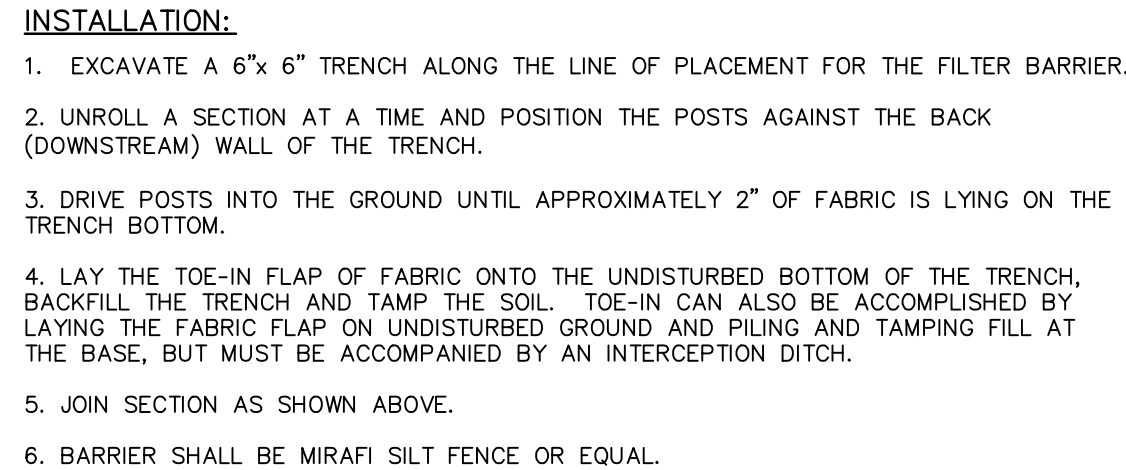 INSTALLATION:
1. EXCAVATE A 6”x 6” TRENCH ALONG THE LINE OF PLACEMENT FOR THE FILTER BARRIER.
2. UNROLL A SECTION AT A TIME AND POSITION THE POSTS AGAINST THE BACK
(DOWNSTREAM) WALL OF THE TRENCH.
3. DRIVE POSTS INTO THE GROUND UNTIL APPROXIMATELY 2” OF FABRIC IS LYING ON THE
TRENCH BOTTOM.
4. LAY THE TOE-IN FLAP OF FABRIC ONTO THE UNDISTURBED BOTTOM OF THE TRENCH,
BACKFILL THE TRENCH AND TAMP THE SOIL. TOE-IN CAN ALSO BE ACCOMPLISHED BY
LAYING THE FABRIC FLAP ON UNDISTURBED GROUND AND PILING AND TAMPING FILL AT
THE BASE, BUT MUST BE ACCOMPANIED BY AN INTERCEPTION DITCH.
5. JOIN SECTION AS SHOWN ABOVE.
6. BARRIER SHALL BE MIRAFI SILT FENCE OR EQUAL.